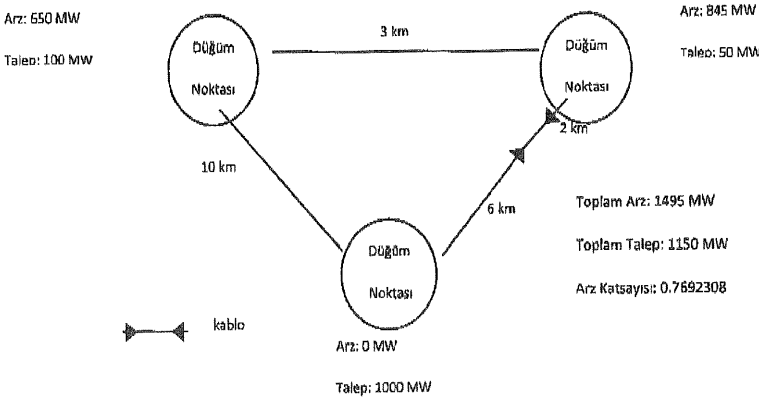 Arz: 650 MW
Talep: 100 MW
Düğüm
Noktası
3 km
Düğüm
Noktası
Arz: 845 MW
Talep: 50 MW
2 km
10 km
6 km
Toplam Arz: 1495 MW
Toplam Talep: 1150 MW
Arz Katsayısı: 0.7692308
Düğüm
Noktası
kablo
Arz: 0 MW
Talep: 1000 MW